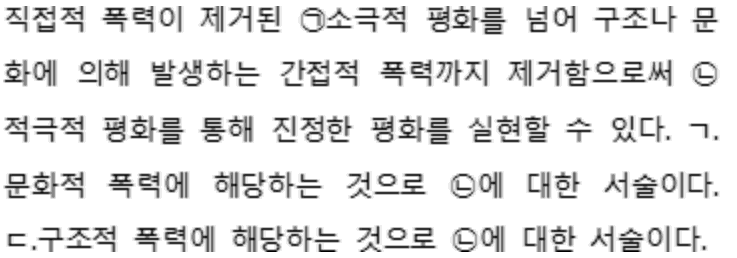 직접적 폭력이 제거된 ㉠소극적 평화를 넘어 구조나 문
화에 의해 발생하는 간접적 폭력까지 제거함으로써 ㉡
적극적 평화를 통해 진정한 평화를 실현할 수 있다. ㄱ.
문화적 폭력에 해당하는 것으로 ㉡에 대한 서술이다.
ㄷ.구조적 폭력에 해당하는 것으로 ㉡에 대한 서술이다.